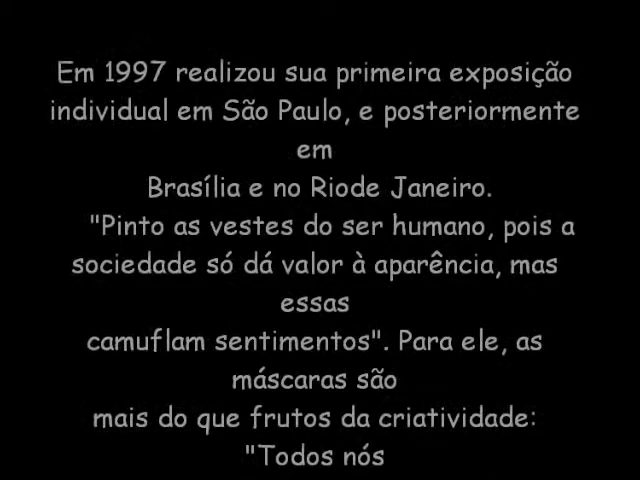 Em 1997 realizou sua primeira exposição
individual em São Paulo, e posteriormente
em
Brasília e no Riode Janeiro.
"Pinto as vestes do ser humano, pois a
sociedade só dá valor à aparência, mas
essas
camuflam sentimentos". Para ele, as
máscaras são
mais do que frutos da criatividade:
"Todos nós